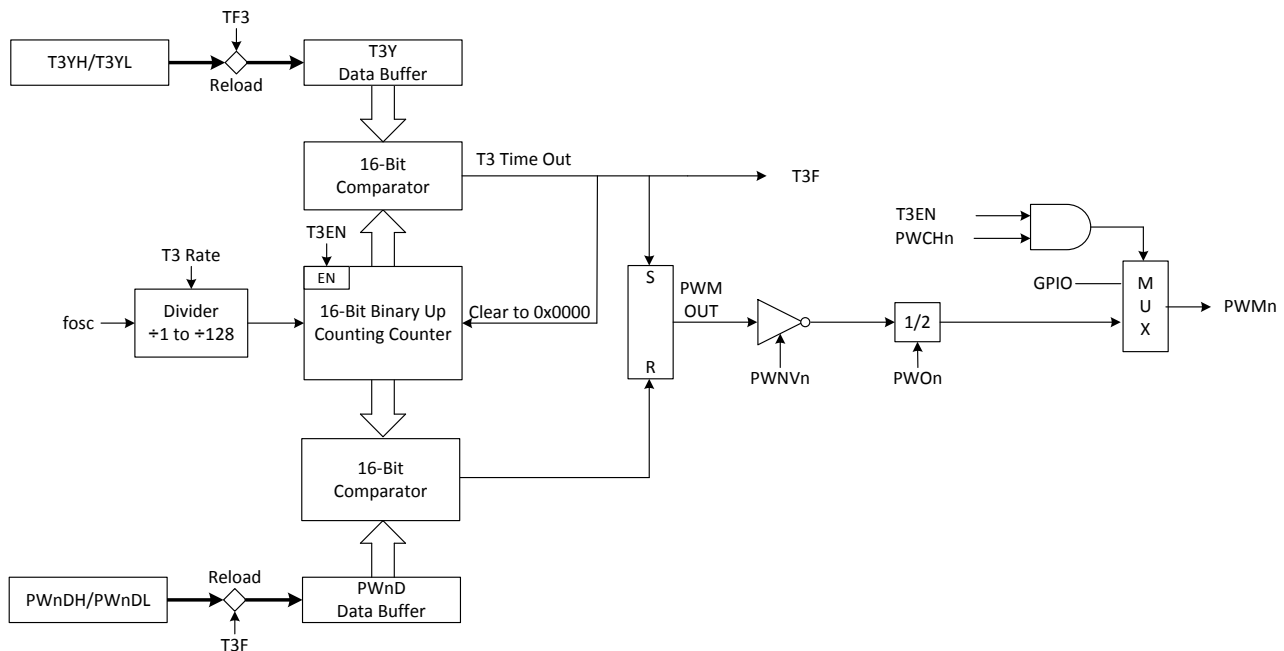 TF3
T3YH/T3YL
Reload
T3Y
Data Buffer
16-Bit
Comparator
T3 Time Out
T3F
T3EN
PWCHn
T3 Rate
T3EN
EN
fosc
Divider
÷1 to ÷128
16-Bit Binary Up
Counting Counter
Clear to 0x0000
S
R
PWM
OUT
PWNVn
1/2
PWOn
GPIO
M
U
X
PWMn
16-Bit
Comparator
PWnDH/PWnDL
Reload
T3F
PWnD
Data Buffer